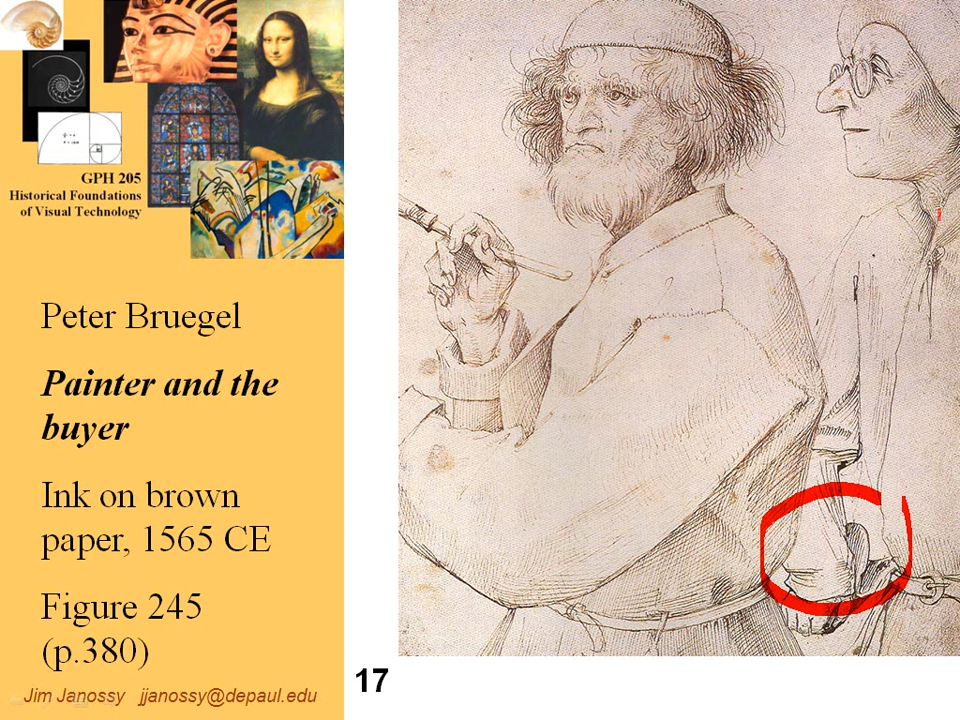 GPH 205
Historical Foundations
of Visual Technology
Peter Bruegel
Painter and the
buyer
Ink on brown
paper, 1565 CE
Figure 245
(p.380)
Jim Janossy jjanossy@depaul.edu
17